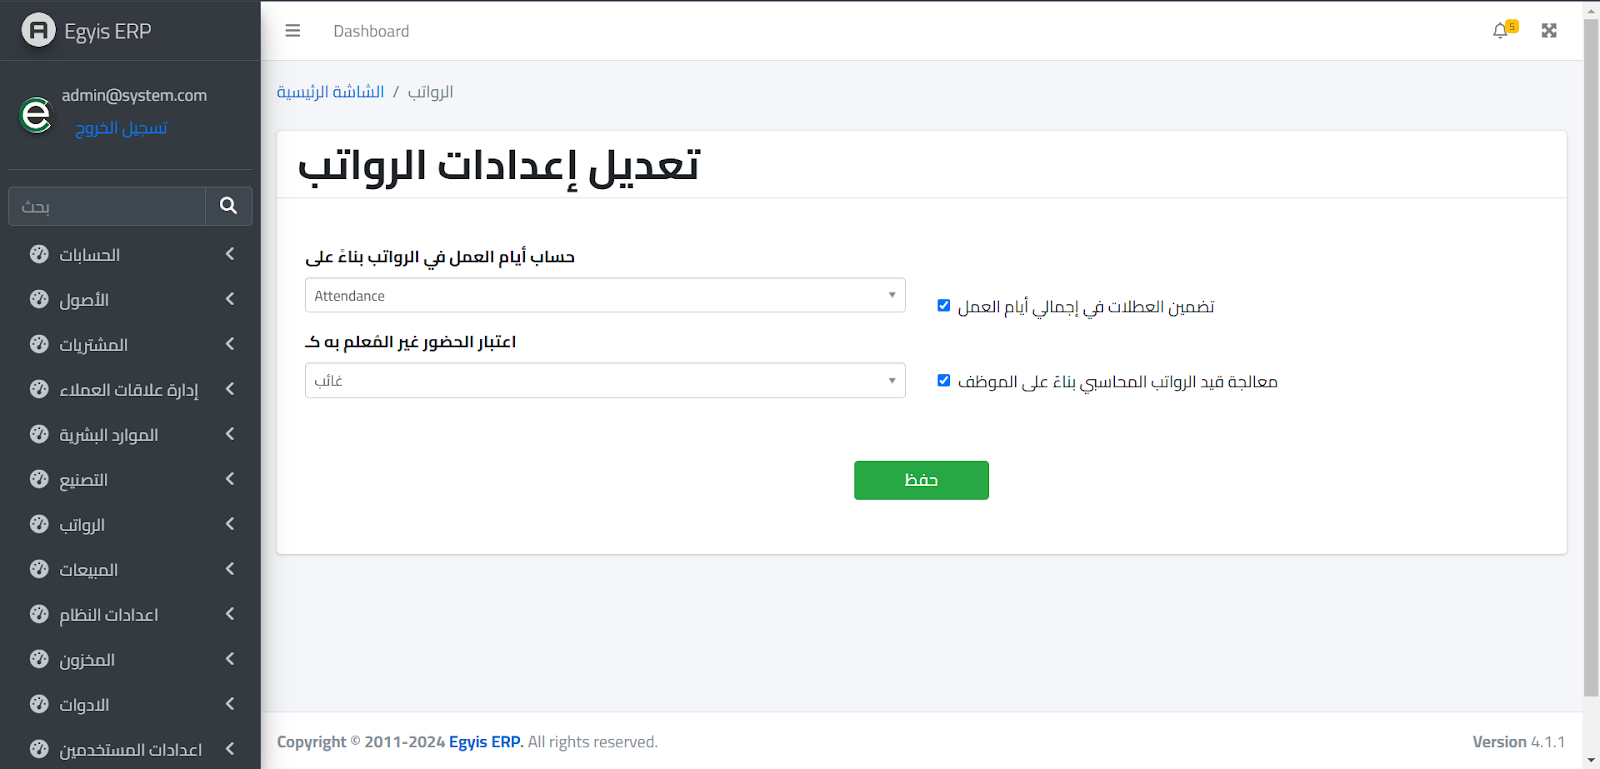 Egyis ERP
admin@system.com
تسجيل الخروج
بحث
الحسابات
الأصول
المشتريات
إدارة علاقات العملاء
الموارد البشرية
التصنيع
الرواتب
المبيعات
اعدادات النظام
المخزون
الادوات
اعدادات المستخدمين
Dashboard
5
الشاشة الرئيسية / الرواتب
تعديل إعدادات الرواتب
حساب أيام العمل في الرواتب بناءً على
Attendance
تضمين العطلات في إجمالي أيام العمل
اعتبار الحضور غير المُعلم به كـ
غائب
معالجة قيد الرواتب المحاسبي بناءً على الموظف
حفظ
Copyright © 2011-2024 Egyis ERP. All rights reserved.
Version 4.1.1